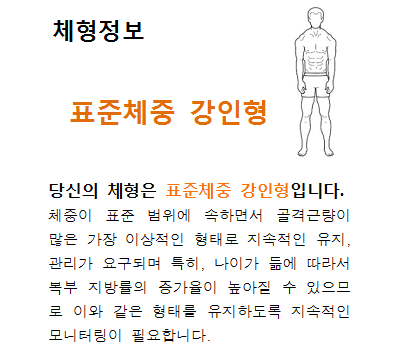 체형정보
표준체중 강인형
당신의 체형은 표준체중 강인형입니다.
체중이 표준 범위에 속하면서 골격근량이
많은 가장 이상적인 형태로 지속적인 유지,
관리가 요구되며 특히, 나이가 듦에 따라서
복부 지방률의 증가율이 높아질 수 있으므
로 이와 같은 형태를 유지하도록 지속적인
모니터링이 필요합니다.